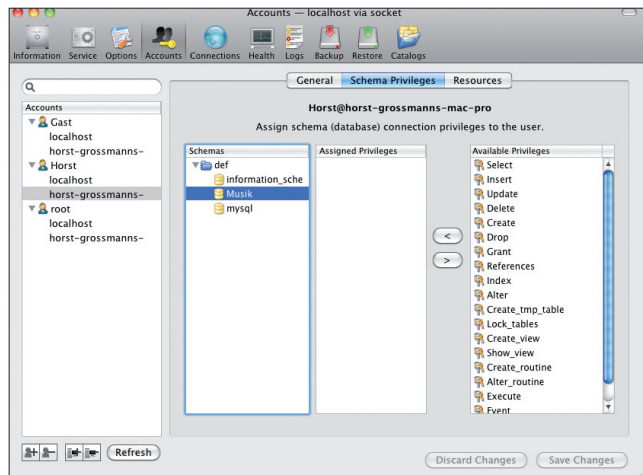 Accounts — localhost via socket
Information Service Options Accounts Connections Health Logs Backup Restore Catalogs
General Schema Privileges Resources
Accounts
Gast
localhost
horst-grossmanns-
Horst
localhost
horst-grossmanns-
root
localhost
horst-grossmanns-
Horst@horst-grossmanns-mac-pro
Assign schema (database) connection privileges to the user.
Schemas
def
information_sche
Musik
mysql
Assigned Privileges
<
>
Available Privileges
Select
Insert
Update
Delete
Create
Drop
Grant
References
Index
Alter
Create_tmp_table
Lock_tables
Create_view
Show_view
Create_routine
Alter_routine
Execute
Event
Refresh
Discard Changes
Save Changes